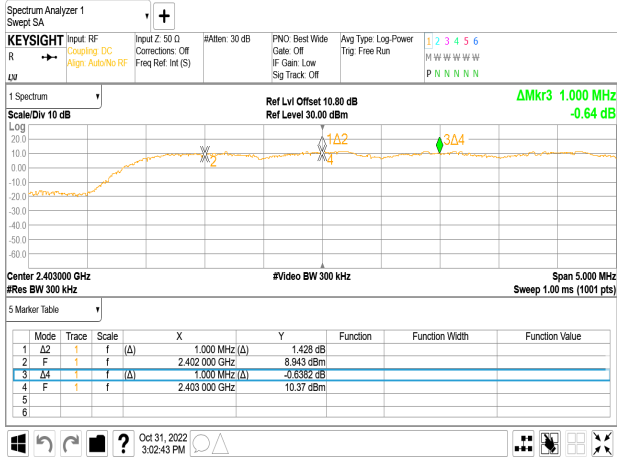 Spectrum Analyzer 1
Swept SA
KEYSIGHT
R
Input: RF
Coupling: DC
Align: Auto/No RF
Input Z: 50 Ω
Corrections: Off
Freq Ref: Int (S)
#Atten: 30 dB
PNO: Best Wide
Gate: Off
IF Gain: Low
Sig Track: Off
Avg Type: Log-Power
Trig: Free Run
1 2 3 4 5 6
M W W W W W
P N N N N N
1 Spectrum
Scale/Div 10 dB
Ref Lvl Offset 10.80 dB
Ref Level 30.00 dBm
ΔMkr3 1.000 MHz
-0.64 dB
Log
20.0
10.0
0.00
-10.0
-20.0
-30.0
-40.0
-50.0
-60.0
1Δ2
3Δ4
2
4
Center 2.403000 GHz
#Res BW 300 kHz
#Video BW 300 kHz
Span 5.000 MHz
Sweep 1.00 ms (1001 pts)
5 Marker Table
Mode Trace Scale X Y Function Function Width Function Value
1 Δ2 1 f (Δ) 1.000 MHz (Δ) 1.428 dB
2 F 1 f 2.402 000 GHz 8.943 dBm
3 Δ4 1 f (Δ) 1.000 MHz (Δ) -0.6382 dB
4 F 1 f 2.403 000 GHz 10.37 dBm
5
6
?
Oct 31, 2022
3:02:43 PM